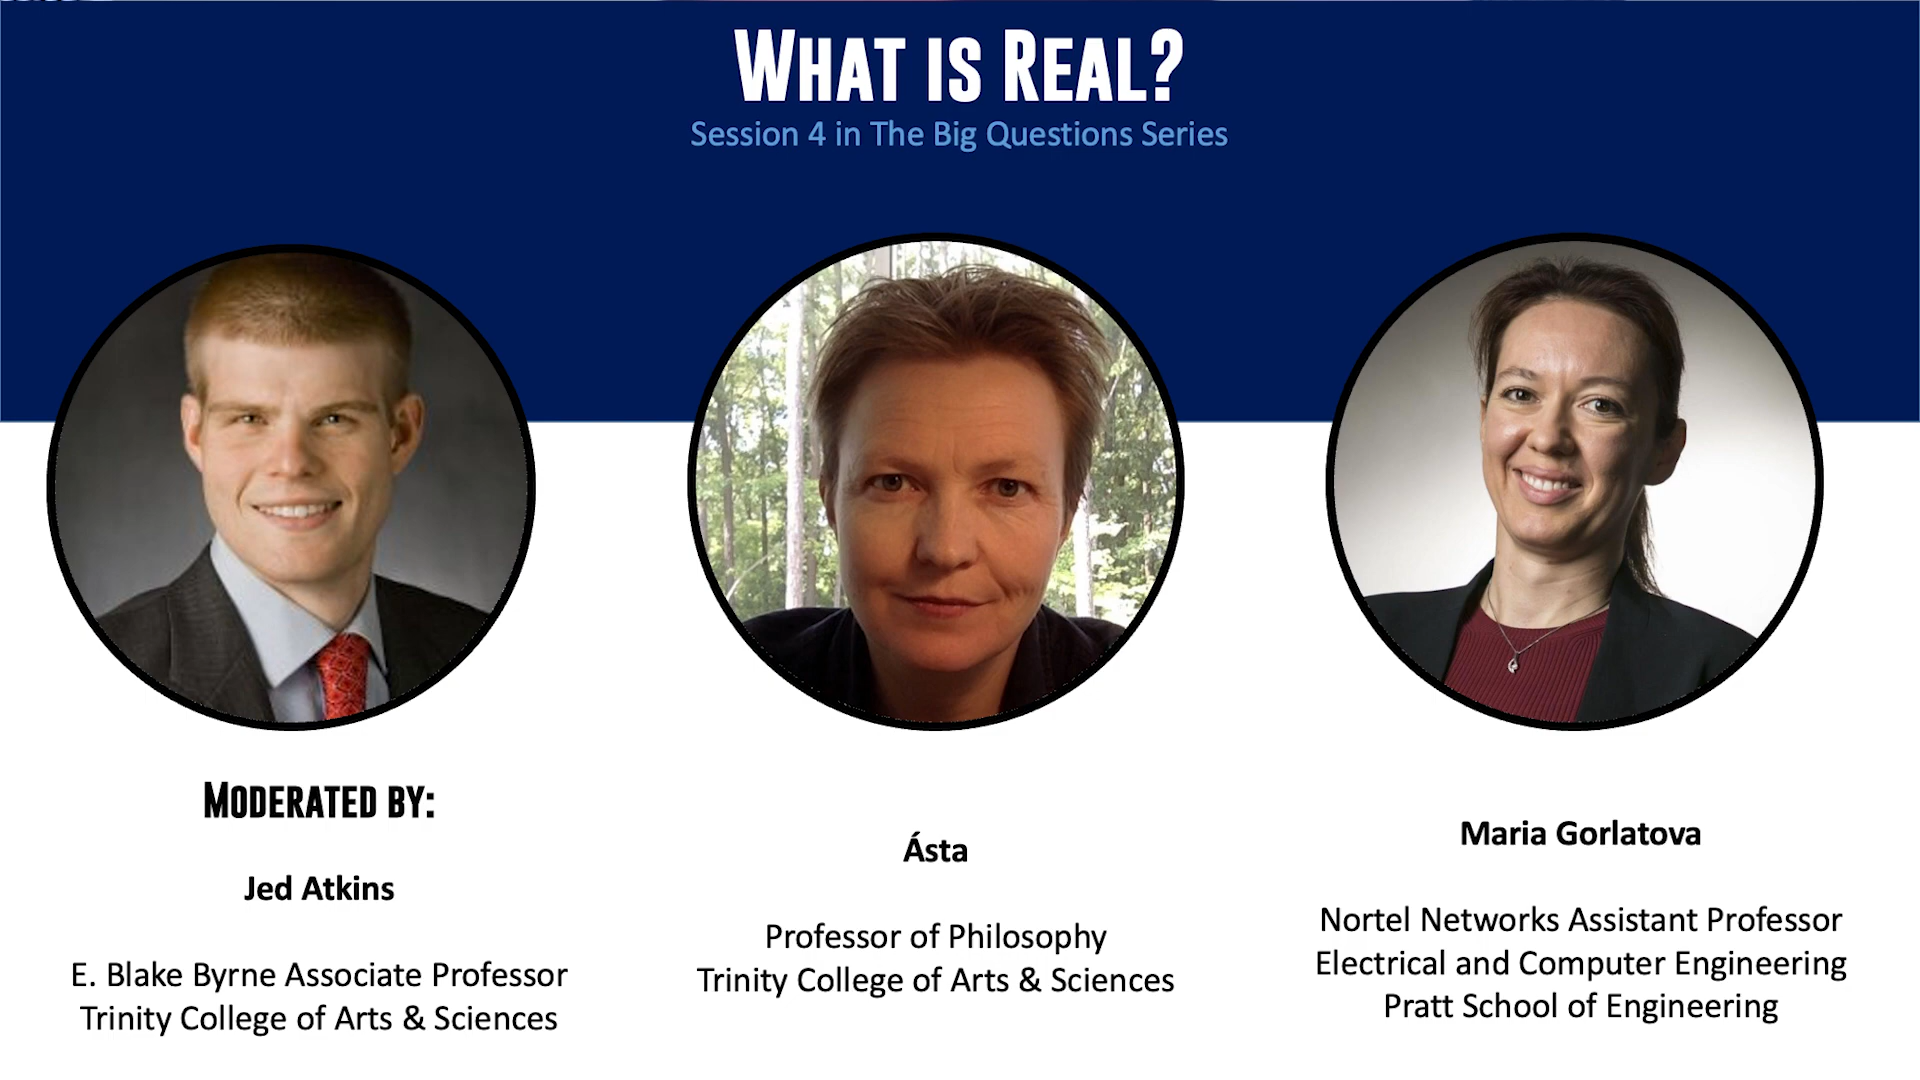 WHAT IS REAL?
Session 4 in The Big Questions Series
MODERATED BY:
Jed Atkins
E. Blake Byrne Associate Professor
Trinity College of Arts & Sciences
Ásta
Professor of Philosophy
Trinity College of Arts & Sciences
Maria Gorlatova
Nortel Networks Assistant Professor
Electrical and Computer Engineering
Pratt School of Engineering